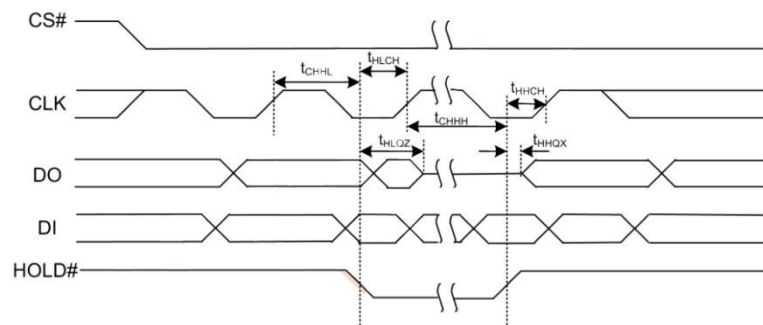 CS#
tHLCH
tCHHL
tHHCH
CLK
tCHHH
tHLQZ
tHHQX
DO
DI
HOLD#